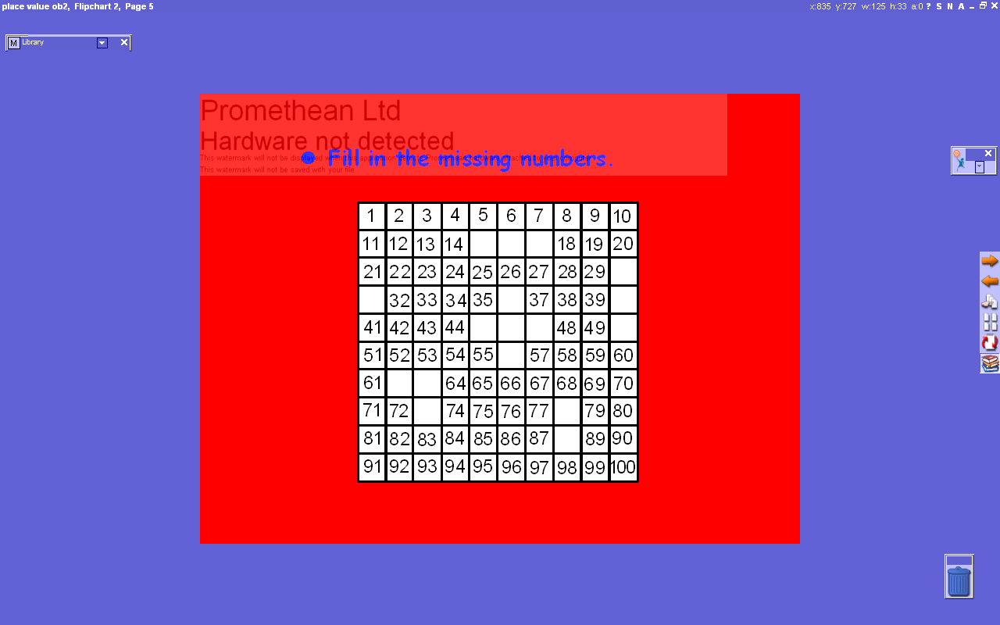 place value ob2, Flipchart 2, Page 5
x:835 y:727 w:125 h:33 a:0 ? S N A
M Library
Promethean Ltd
Hardware not detected
This watermark will not be
This watermark will not be saved with your file
Fill in the missing numbers.
1 2 3 4 5 6 7 8 9 10
11 12 13 14 18 19 20
21 22 23 24 25 26 27 28 29
32 33 34 35 37 38 39
41 42 43 44 48 49
51 52 53 54 55 57 58 59 60
61 64 65 66 67 68 69 70
71 72 74 75 76 77 79 80
81 82 83 84 85 86 87 89 90
91 92 93 94 95 96 97 98 99 100